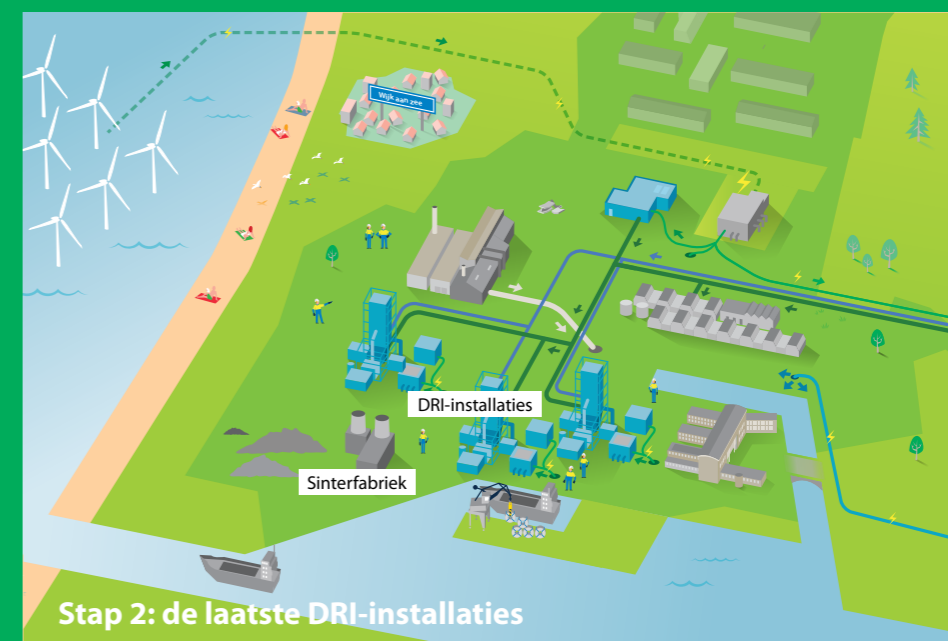 Wijk aan zee
DRI-installaties
Sinterfabriek
Stap 2: de laatste DRI-installaties